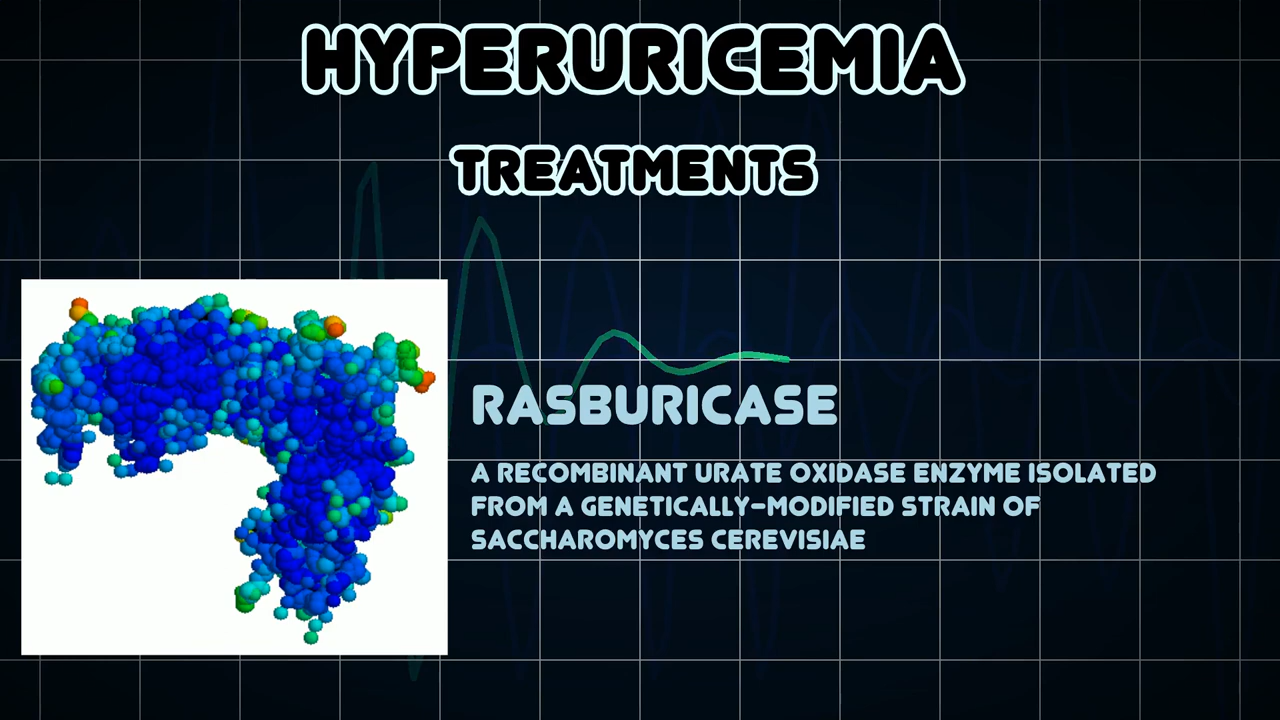 HYPERURICEMIA
TREATMENTS
RASBURICASE
A RECOMBINANT URATE OXIDASE ENZYME ISOLATED
FROM A GENETICALLY-MODIFIED STRAIN OF
SACCHAROMYCES CEREVISIAE